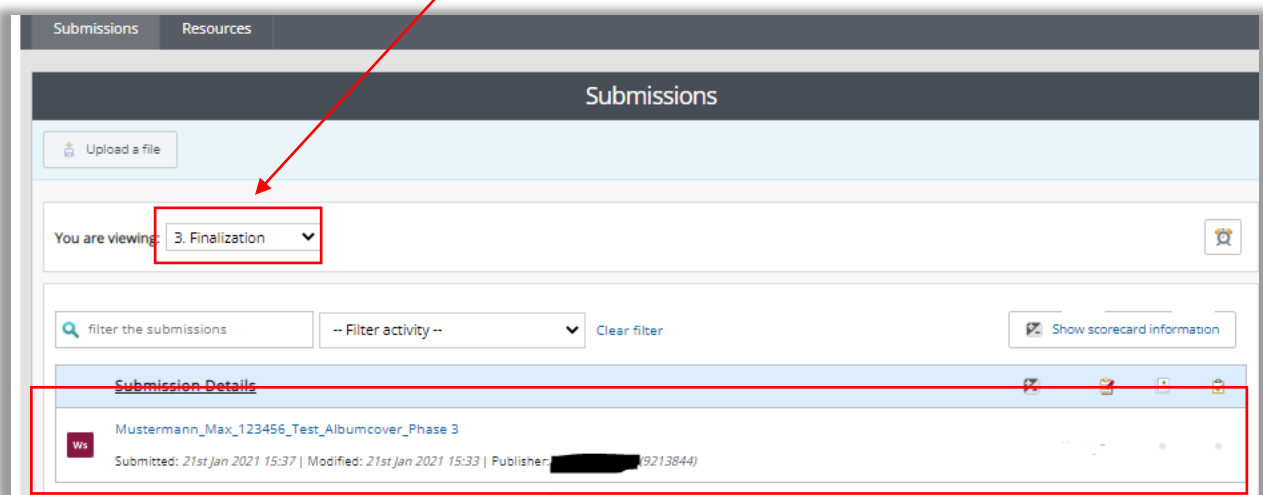 Submissions Resources
Submissions
Upload a file
You are viewing: 3. Finalization
filter the submissions -- Filter activity -- Clear filter Show scorecard information
Submission Details
Ws Mustermann_Max_123456_Test_Albumcover_Phase 3
Submitted: 21st Jan 2021 15:37 | Modified: 21st Jan 2021 15:33 | Publisher: (9213844)